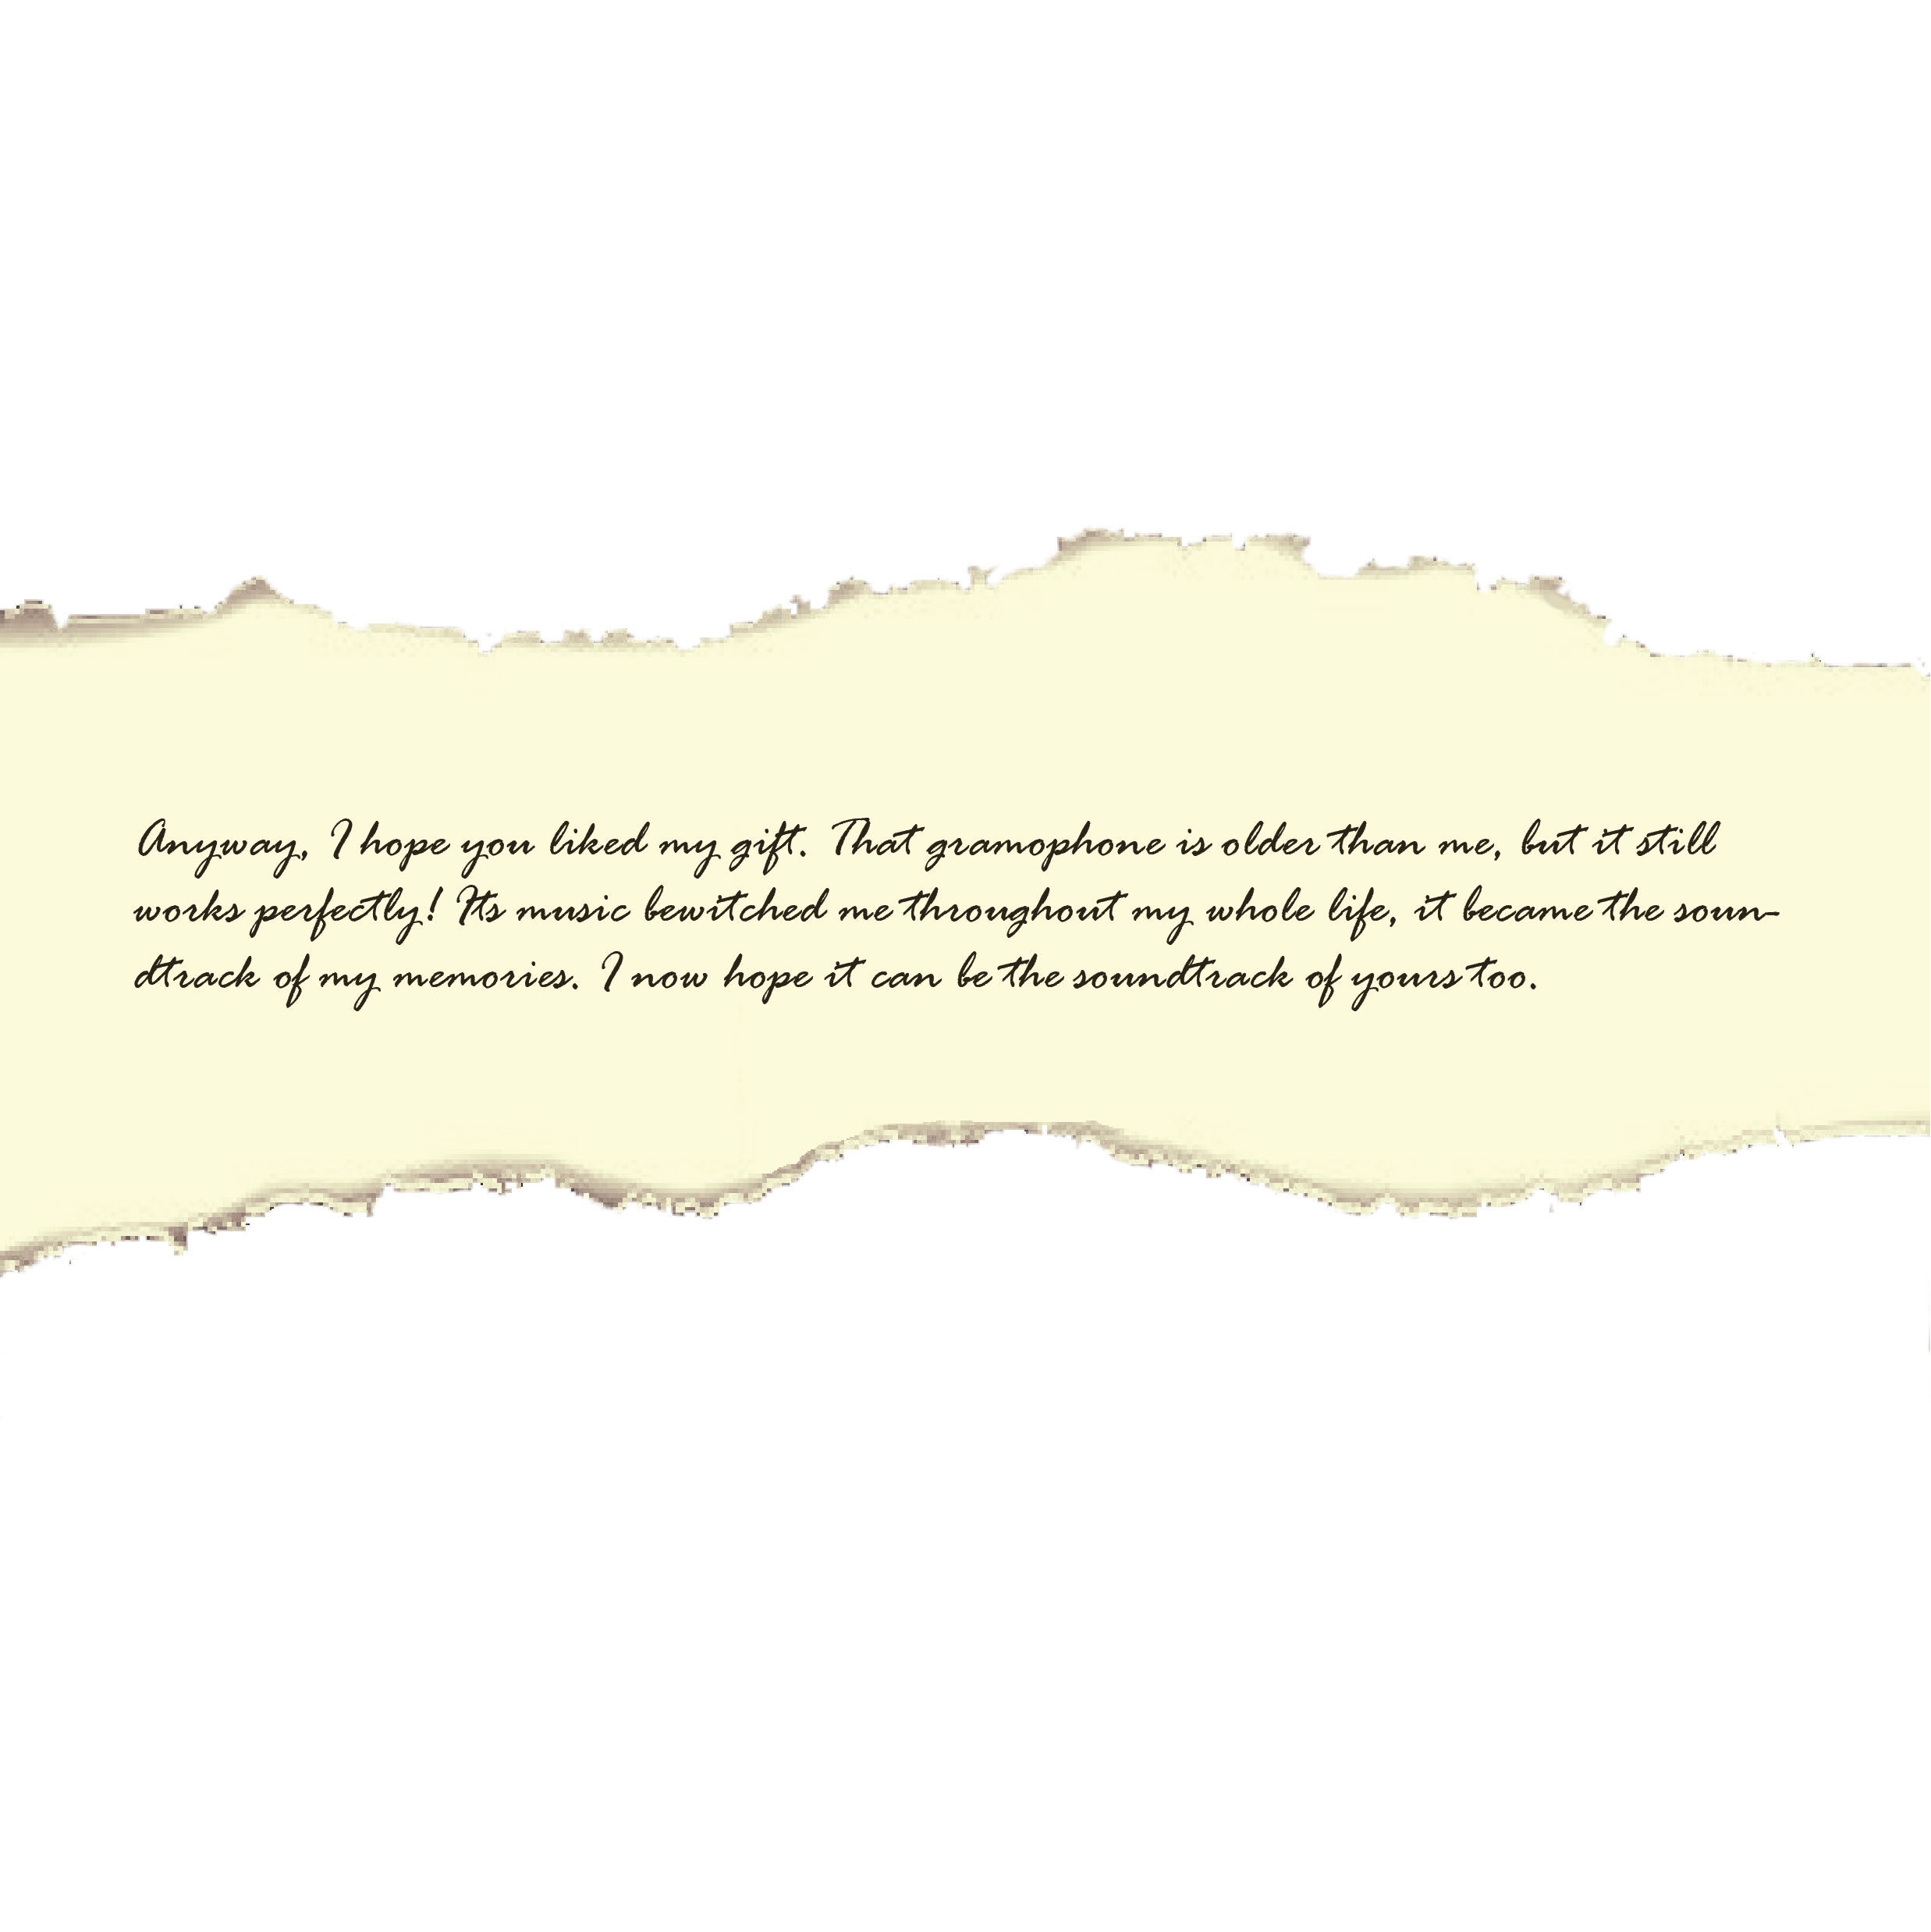 Anyway, I hope you liked my gift. That gramophone is older than me, but it still
works perfectly! Its music bewitched me throughout my whole life, it became the soun-
dtrack of my memories. I now hope it can be the soundtrack of yours too.